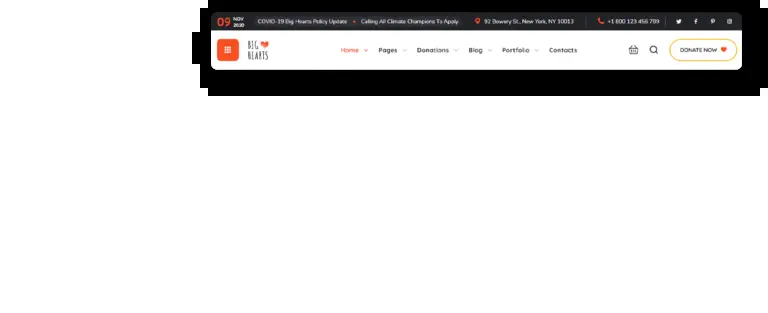 09 NOV 2020 COVID-19 Big Hearts Policy Update Calling All Climate Champions To Apply 92 Bowery St., New York, NY 10013 +1 800 123 456 789
BIG HEARTS Home Pages Donations Blog Portfolio Contacts DONATE NOW